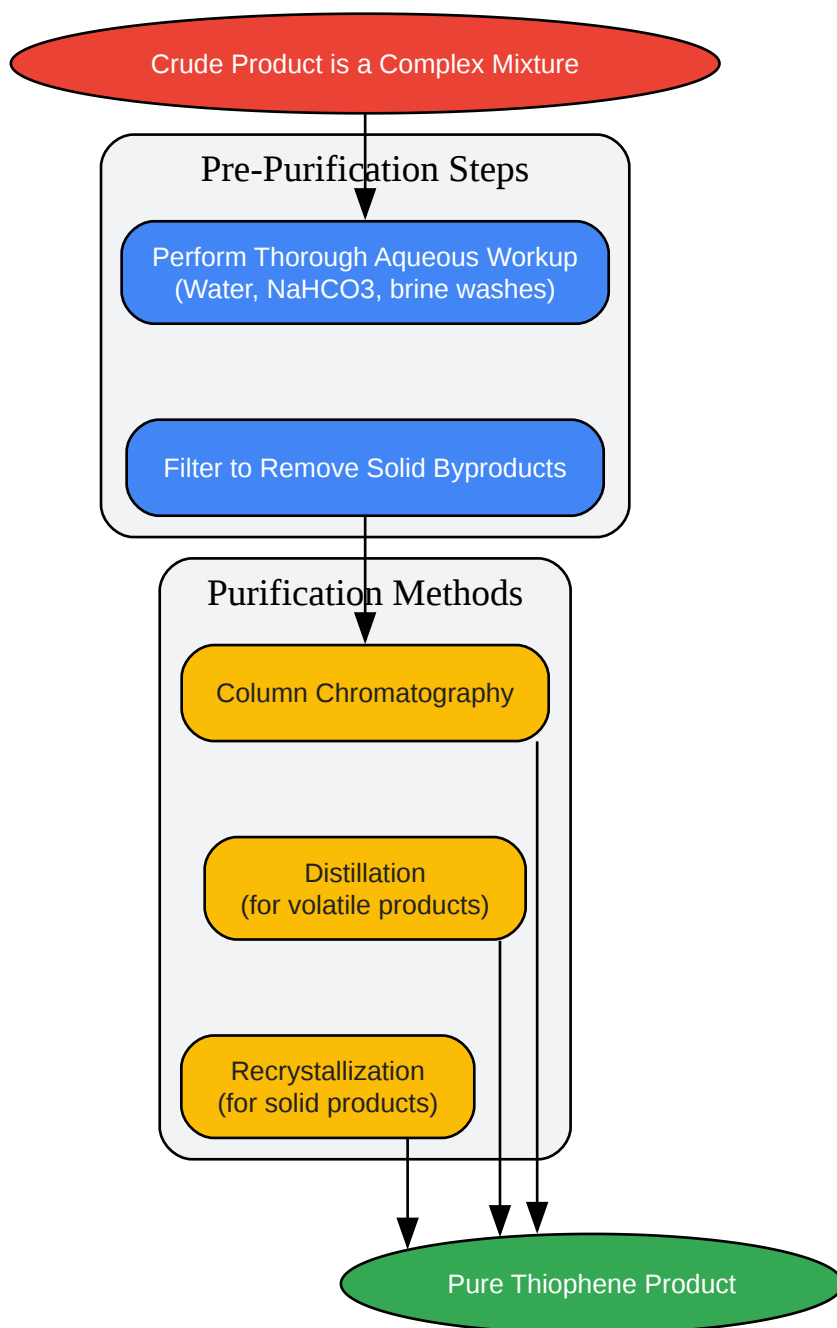 Crude Product is a Complex Mixture
Pre-Purification Steps
Perform Thorough Aqueous Workup
(Water, NaHCO3, brine washes)
Filter to Remove Solid Byproducts
Purification Methods
Column Chromatography
Distillation
(for volatile products)
Recrystallization
(for solid products)
Pure Thiophene Product